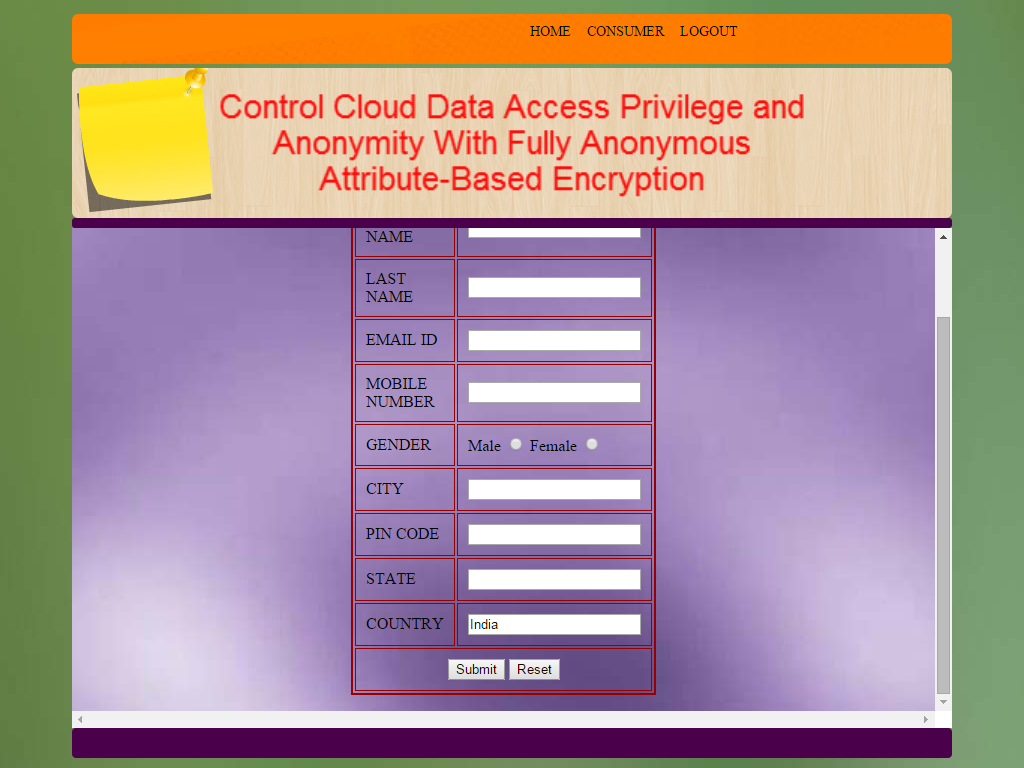 HOME CONSUMER LOGOUT
Control Cloud Data Access Privilege and
Anonymity With Fully Anonymous
Attribute-Based Encryption
NAME
LAST
NAME
EMAIL ID
MOBILE
NUMBER
GENDER Male Female
CITY
PIN CODE
STATE
COUNTRY India
Submit Reset